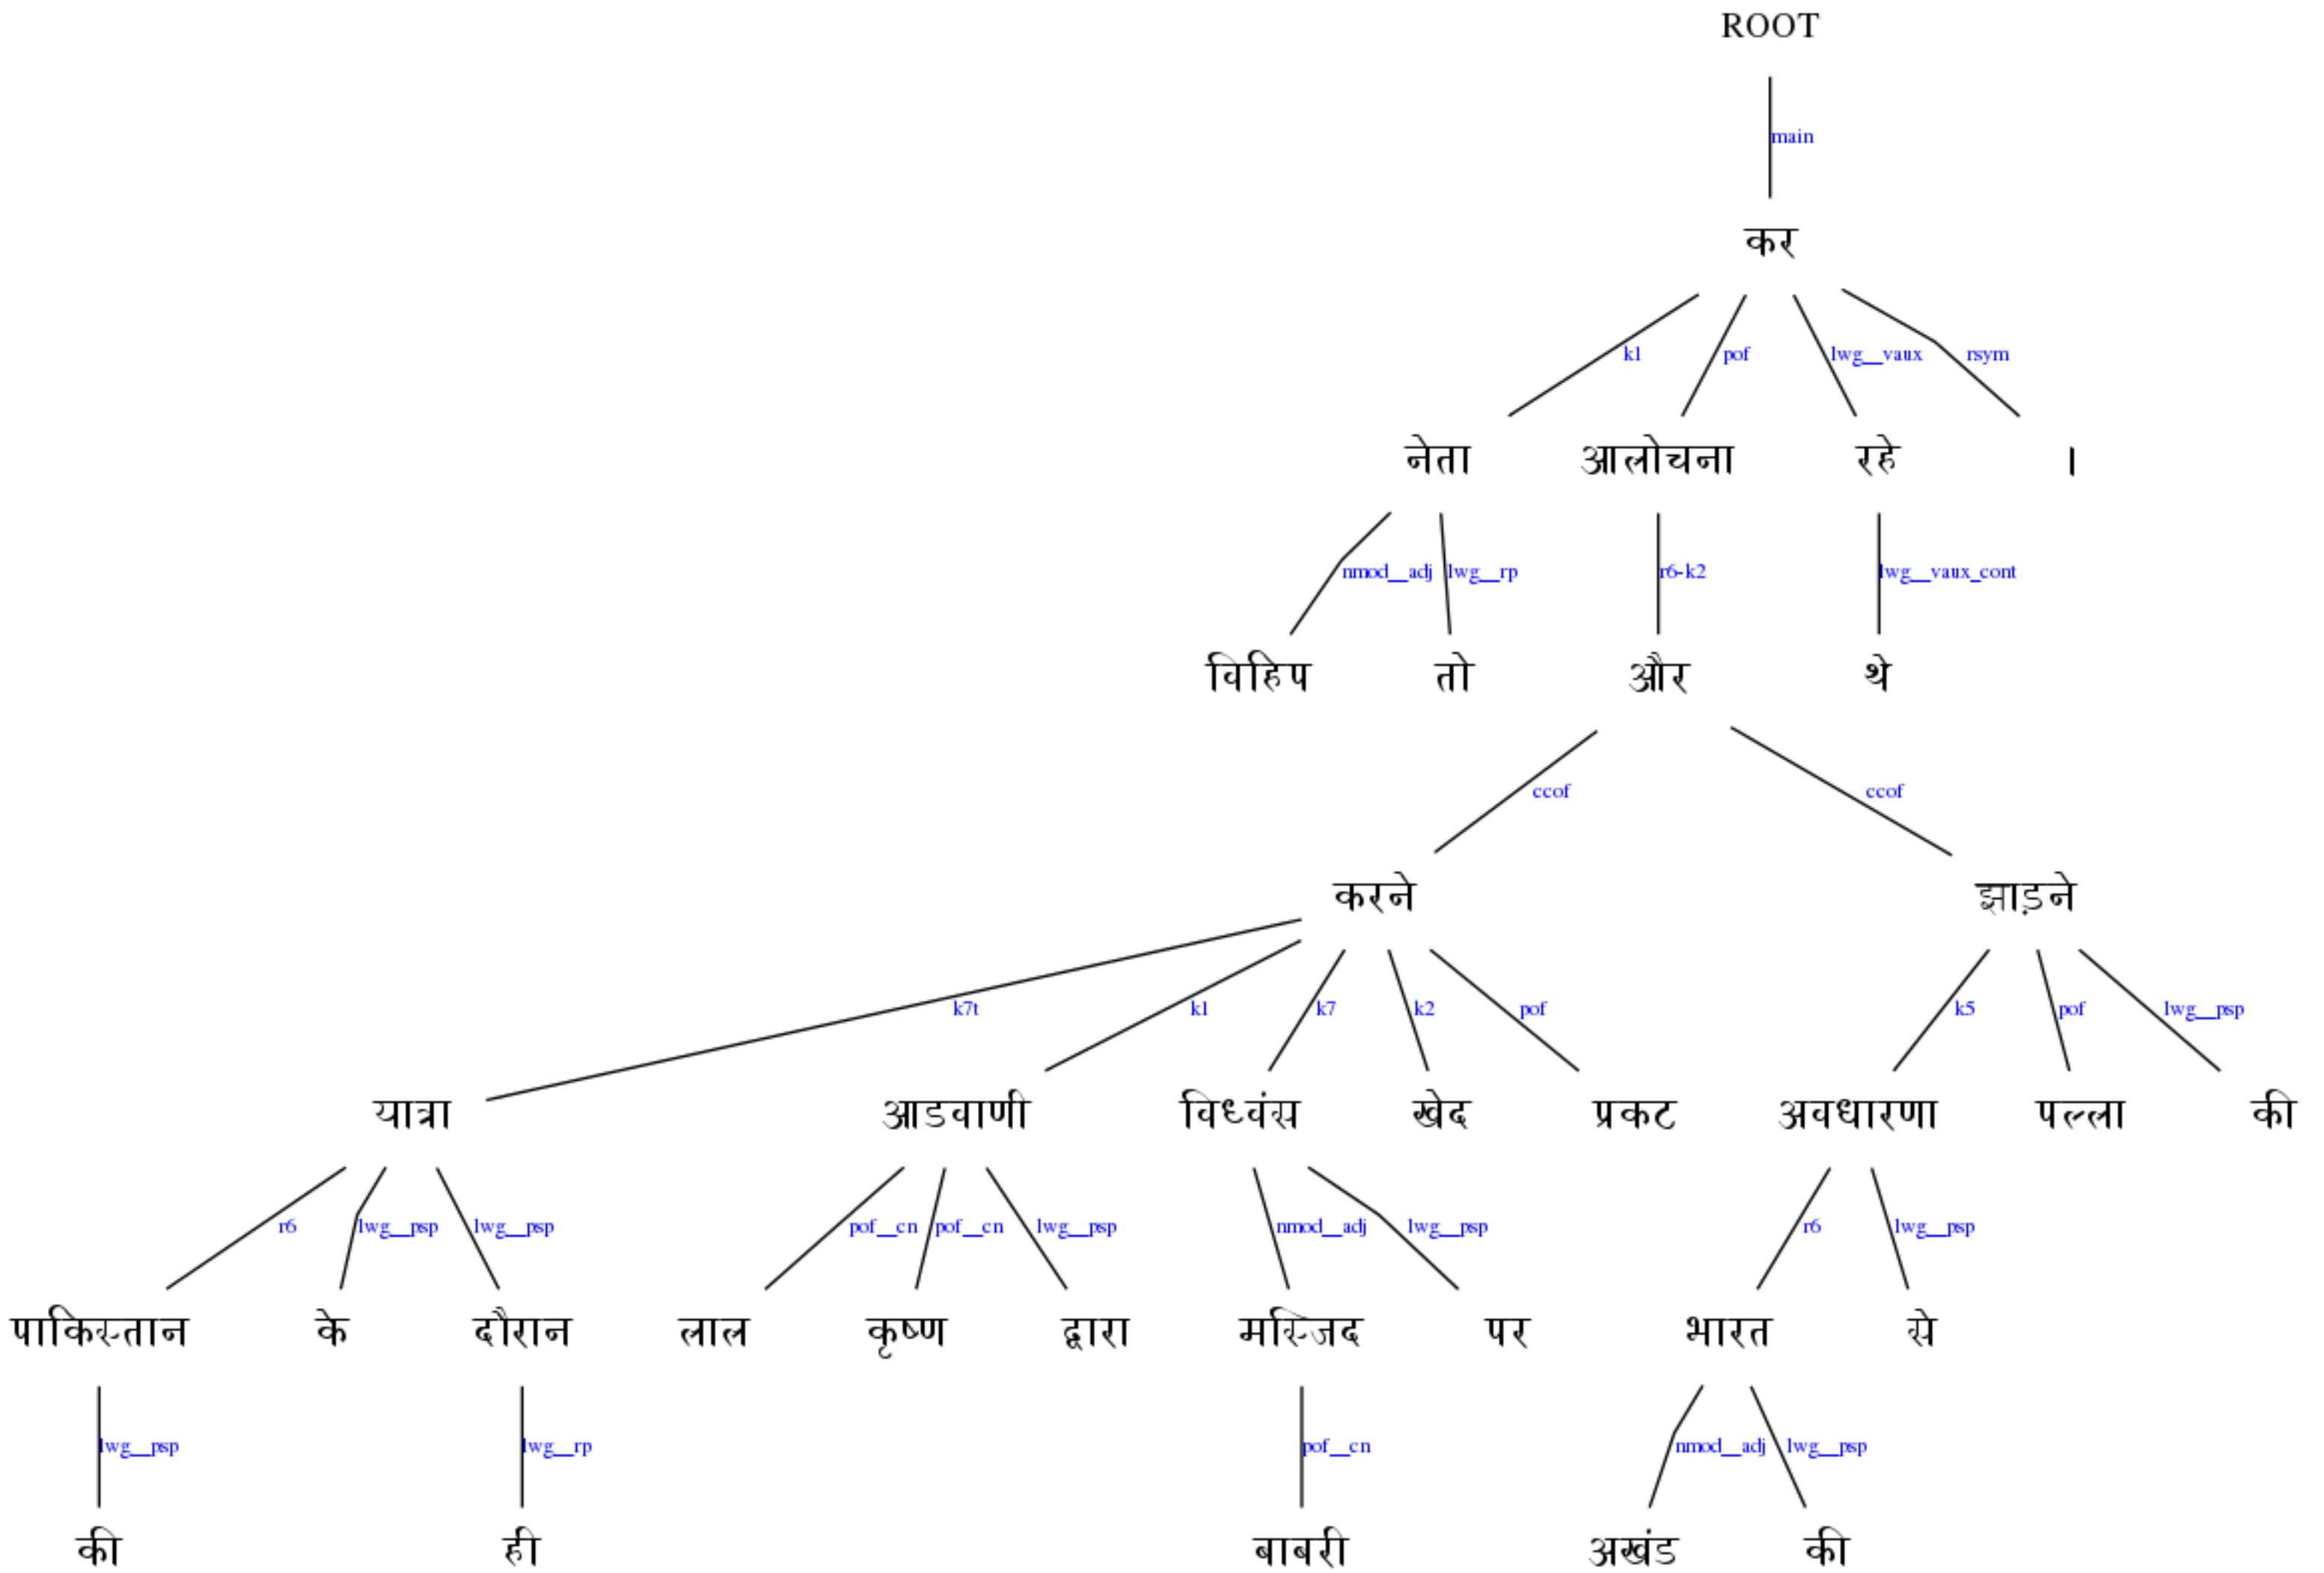 ROOT
main
कर
k1 pof lwg__vaux rsym
नेता आलोचना रहे ।
nmod__adj lwg__rp r6-k2 lwg__vaux_cont
विहिप तो और थे
ccof ccof
करने झाड़ने
k7t k1 k7 k2 pof k5 pof lwg__psp
यात्रा आडवाणी विध्वंस खेद प्रकट अवधारणा पल्ला की
r6 lwg__psp lwg__psp pof__cn pof__cn lwg__psp nmod__adj lwg__psp r6 lwg__psp
पाकिस्तान के दौरान लाल कृष्ण द्वारा मस्जिद पर भारत से
lwg__psp lwg__rp pof__cn nmod__adj lwg__psp
की ही बाबरी अखंड की